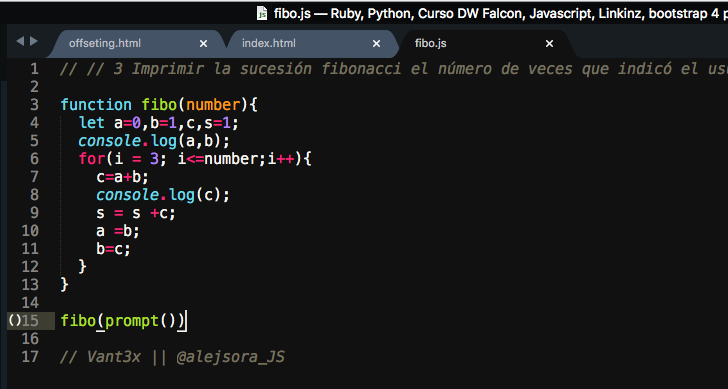 fibo.js — Ruby, Python, Curso DW Falcon, Javascript, Linkinz, bootstrap 4 p
offseting.html x index.html x fibo.js x
1 // // 3 Imprimir la sucesión fibonacci el número de veces que indicó el usu
2
3 function fibo(number){
4 let a=0,b=1,c,s=1;
5 console.log(a,b);
6 for(i = 3; i<=number;i++){
7 c=a+b;
8 console.log(c);
9 s = s +c;
10 a =b;
11 b=c;
12 }
13 }
14
()15 fibo(prompt())
16
17 // Vant3x || @alejsora_JS